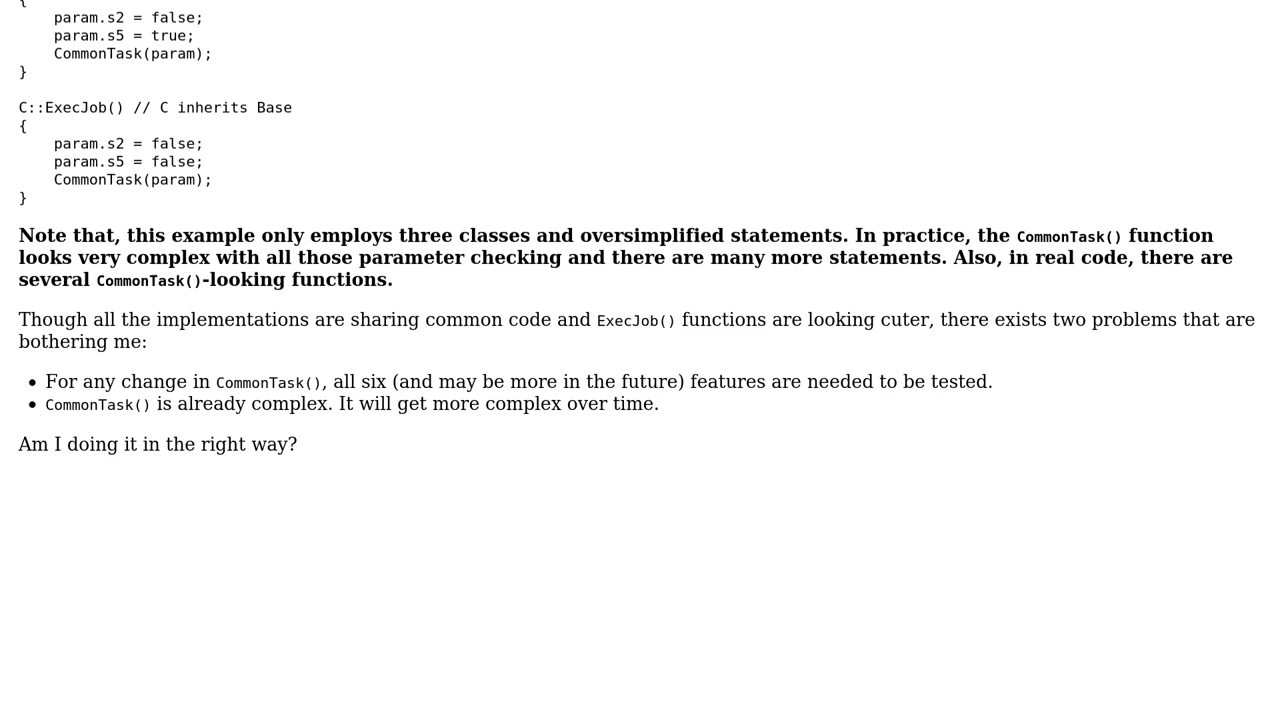 {
    param.s2 = false;
    param.s5 = true;
    CommonTask(param);
}

C::ExecJob() // C inherits Base
{
    param.s2 = false;
    param.s5 = false;
    CommonTask(param);
}
Note that, this example only employs three classes and oversimplified statements. In practice, the CommonTask() function
looks very complex with all those parameter checking and there are many more statements. Also, in real code, there are
several CommonTask()-looking functions.
Though all the implementations are sharing common code and ExecJob() functions are looking cuter, there exists two problems that are
bothering me:
• For any change in CommonTask(), all six (and may be more in the future) features are needed to be tested.
• CommonTask() is already complex. It will get more complex over time.
Am I doing it in the right way?